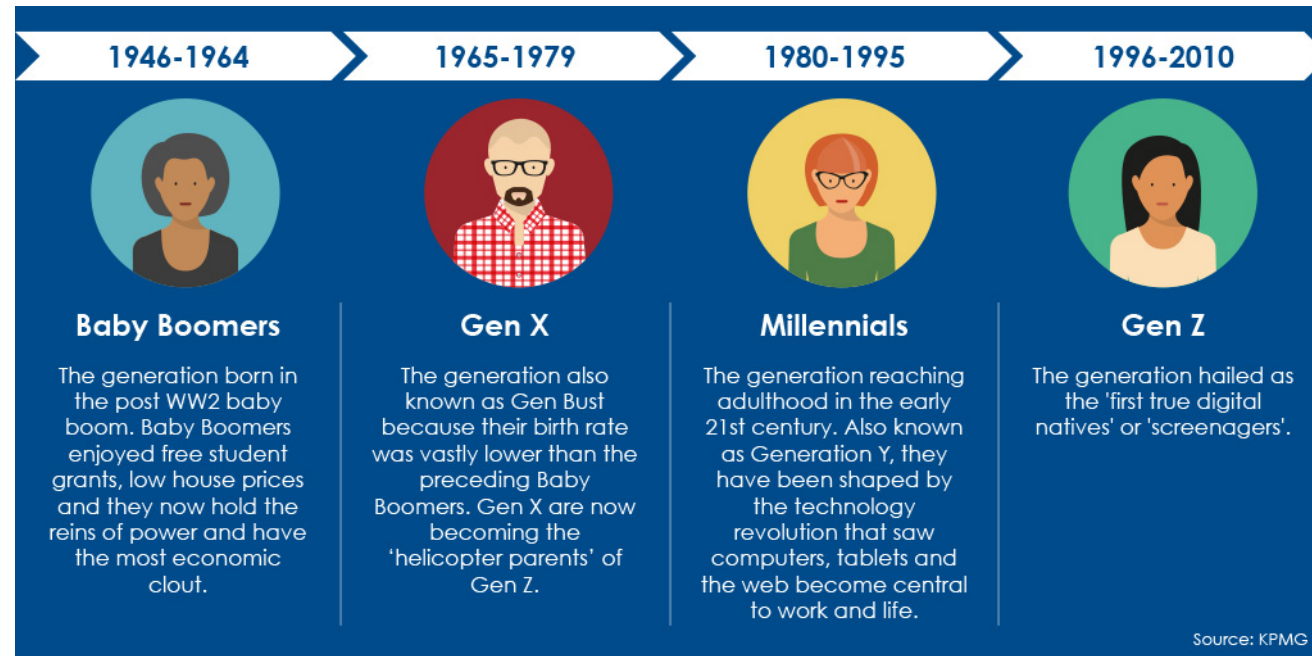 1946-1964
1965-1979
1980-1995
1996-2010
Baby Boomers
The generation born in
the post WW2 baby
boom. Baby Boomers
enjoyed free student
grants, low house prices
and they now hold the
reins of power and have
the most economic
clout.
Gen X
The generation also
known as Gen Bust
because their birth rate
was vastly lower than the
preceding Baby
Boomers. Gen X are now
becoming the
‘helicopter parents’ of
Gen Z.
Millennials
The generation reaching
adulthood in the early
21st century. Also known
as Generation Y, they
have been shaped by
the technology
revolution that saw
computers, tablets and
the web become central
to work and life.
Gen Z
The generation hailed as
the 'first true digital
natives' or 'screenagers'.
Source: KPMG